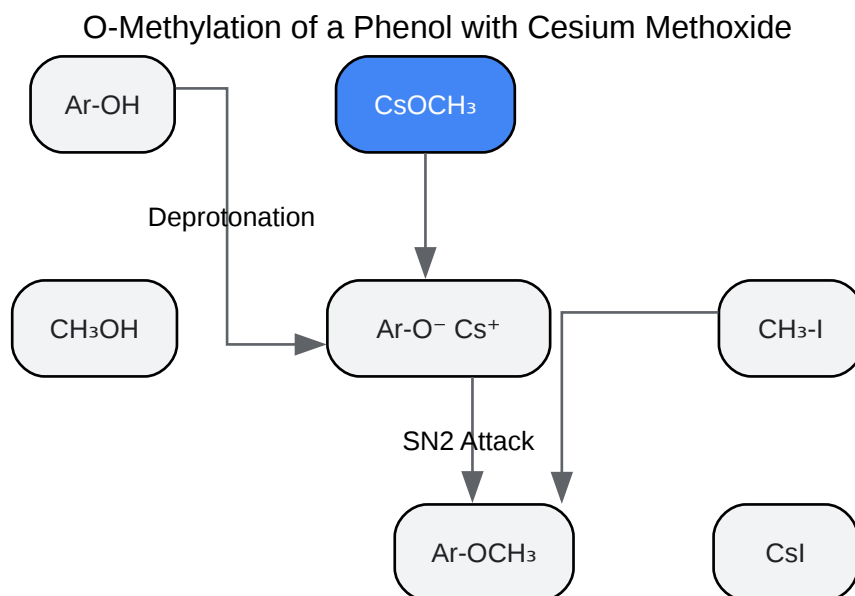 O-Methylation of a Phenol with Cesium Methoxide
Ar-OH
CsOCH₃
Deprotonation
CH₃OH
Ar-O⁻ Cs⁺
CH₃-I
SN2 Attack
Ar-OCH₃
CsI